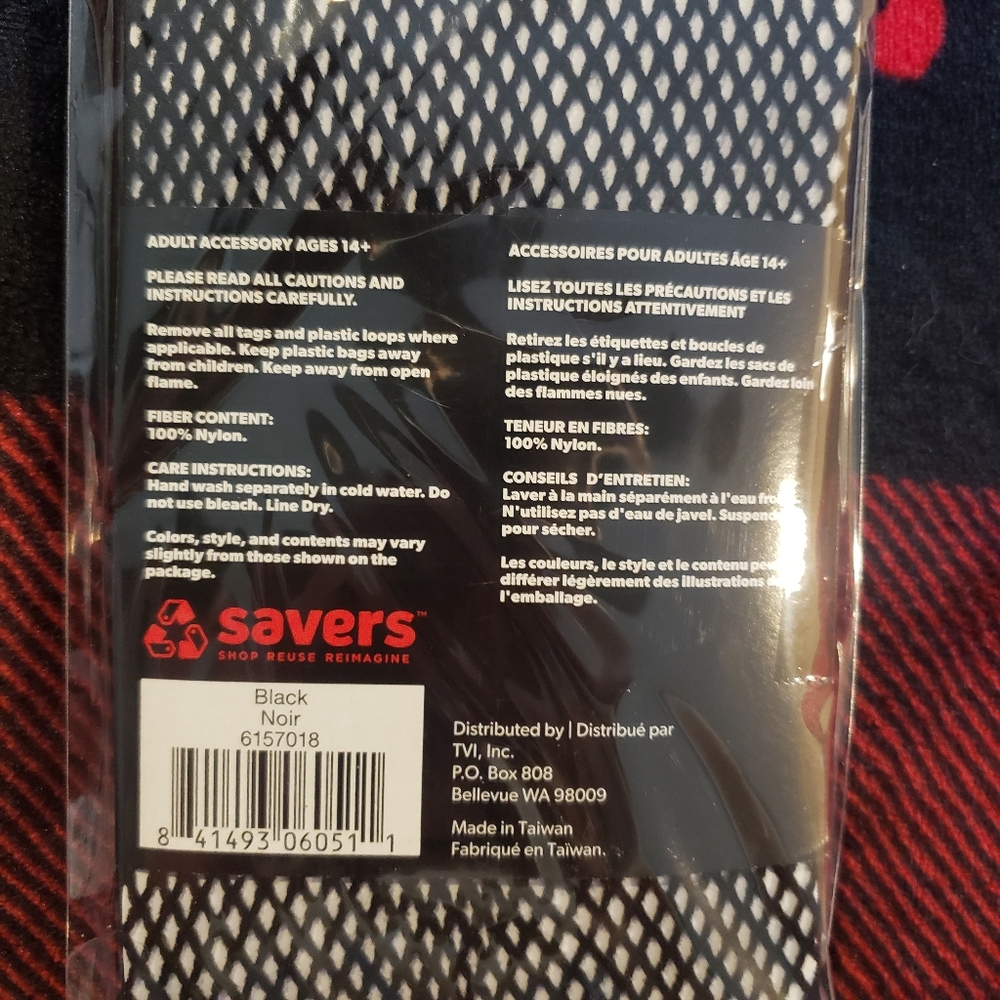 ADULT ACCESSORY AGES 14+
PLEASE READ ALL CAUTIONS AND
INSTRUCTIONS CAREFULLY.
Remove all tags and plastic loops where
applicable. Keep plastic bags away
from children. Keep away from open
flame.
FIBER CONTENT:
100% Nylon.
CARE INSTRUCTIONS:
Hand wash separately in cold water. Do
not use bleach. Line Dry.
Colors, style, and contents may vary
slightly from those shown on the
package.
ACCESSOIRES POUR ADULTES ÂGE 14+
LISEZ TOUTES LES PRÉCAUTIONS ET LES
INSTRUCTIONS ATTENTIVEMENT
Retirez les étiquettes et boucles de
plastique s'il y a lieu. Gardez les sacs de
plastique éloignés des enfants. Gardez loin
des flammes nues.
TENEUR EN FIBRES:
100% Nylon.
CONSEILS D'ENTRETIEN:
Laver à la main séparément à l'eau
N'utilisez pas d'eau de javel.
pour sécher.
Les couleurs, le style et le contenu
différer légèrement des illustrations
l'emballage.
savers™
SHOP REUSE REIMAGINE
Black
Noir
6157018
8 41493 06051 1
Distributed by | Distribué par
TVI, Inc.
P.O. Box 808
Bellevue WA 98009
Made in Taiwan
Fabriqué en Taïwan.